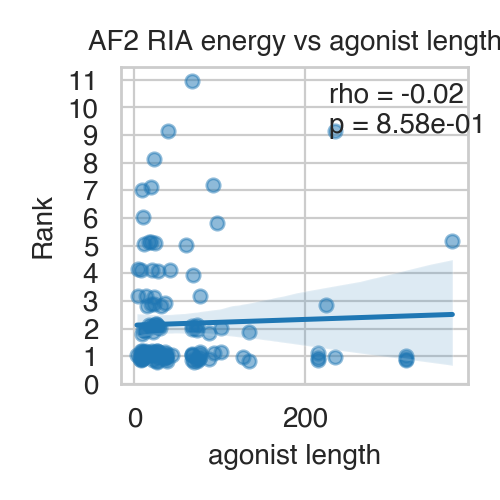 AF2 RIA energy vs agonist length
rho = -0.02
p = 8.58e-01
Rank
11
10
9
8
7
6
5
4
3
2
1
0
0 200
agonist length